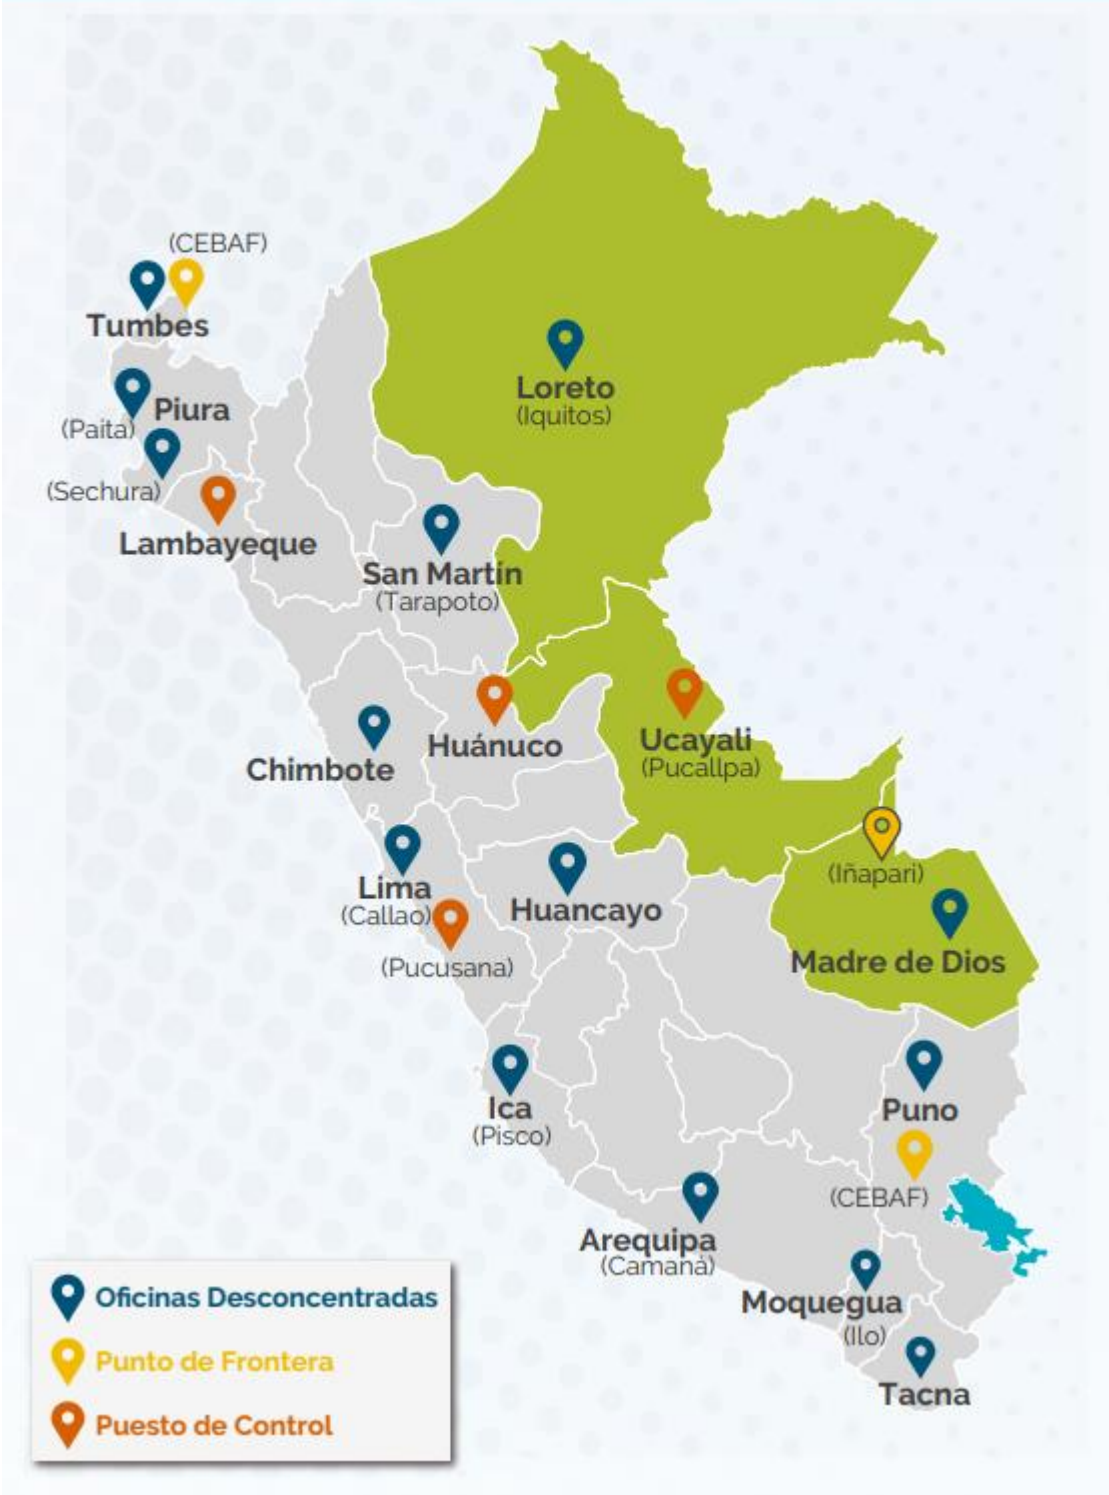 (CEBAF)
Tumbes
Piura
(Paita)
(Sechura)
Lambayeque
Loreto
(Iquitos)
San Martín
(Tarapoto)
Huánuco
Ucayali
(Pucallpa)
Chimbote
Lima
(Callao)
(Pucusana)
Huancayo
(Iñapari)
Madre de Dios
Ica
(Pisco)
Puno
(CEBAF)
Arequipa
(Camaná)
Moquegua
(Ilo)
Tacna
Oficinas Desconcentradas
Punto de Frontera
Puesto de Control